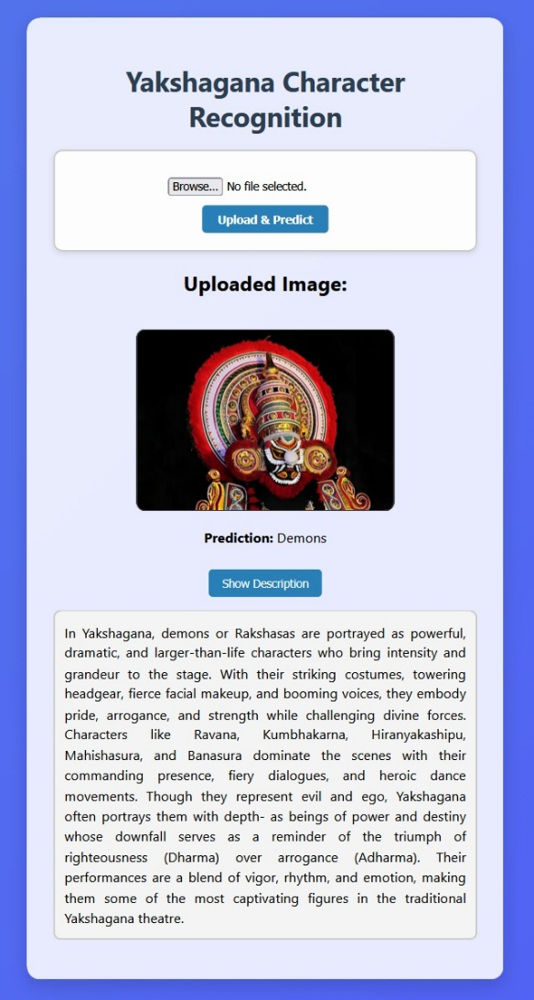 Yakshagana Character
Recognition
Browse... No file selected.
Upload & Predict
Uploaded Image:
Prediction: Demons
Show Description
In Yakshagana, demons or Rakshasas are portrayed as powerful,
dramatic, and larger-than-life characters who bring intensity and
grandeur to the stage. With their striking costumes, towering
headgear, fierce facial makeup, and booming voices, they embody
pride, arrogance, and strength while challenging divine forces.
Characters like Ravana, Kumbhakarna, Hiranyakashipu,
Mahishasura, and Banasura dominate the scenes with their
commanding presence, fiery dialogues, and heroic dance
movements. Though they represent evil and ego, Yakshagana
often portrays them with depth- as beings of power and destiny
whose downfall serves as a reminder of the triumph of
righteousness (Dharma) over arrogance (Adharma). Their
performances are a blend of vigor, rhythm, and emotion, making
them some of the most captivating figures in the traditional
Yakshagana theatre.